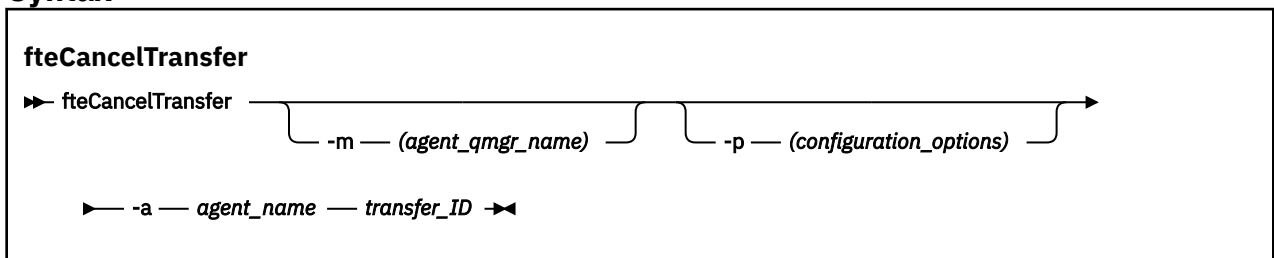 Syntax
fteCancelTransfer
fteCancelTransfer
-m (agent_qmgr_name) -p (configuration_options)
-a agent_name transfer_ID